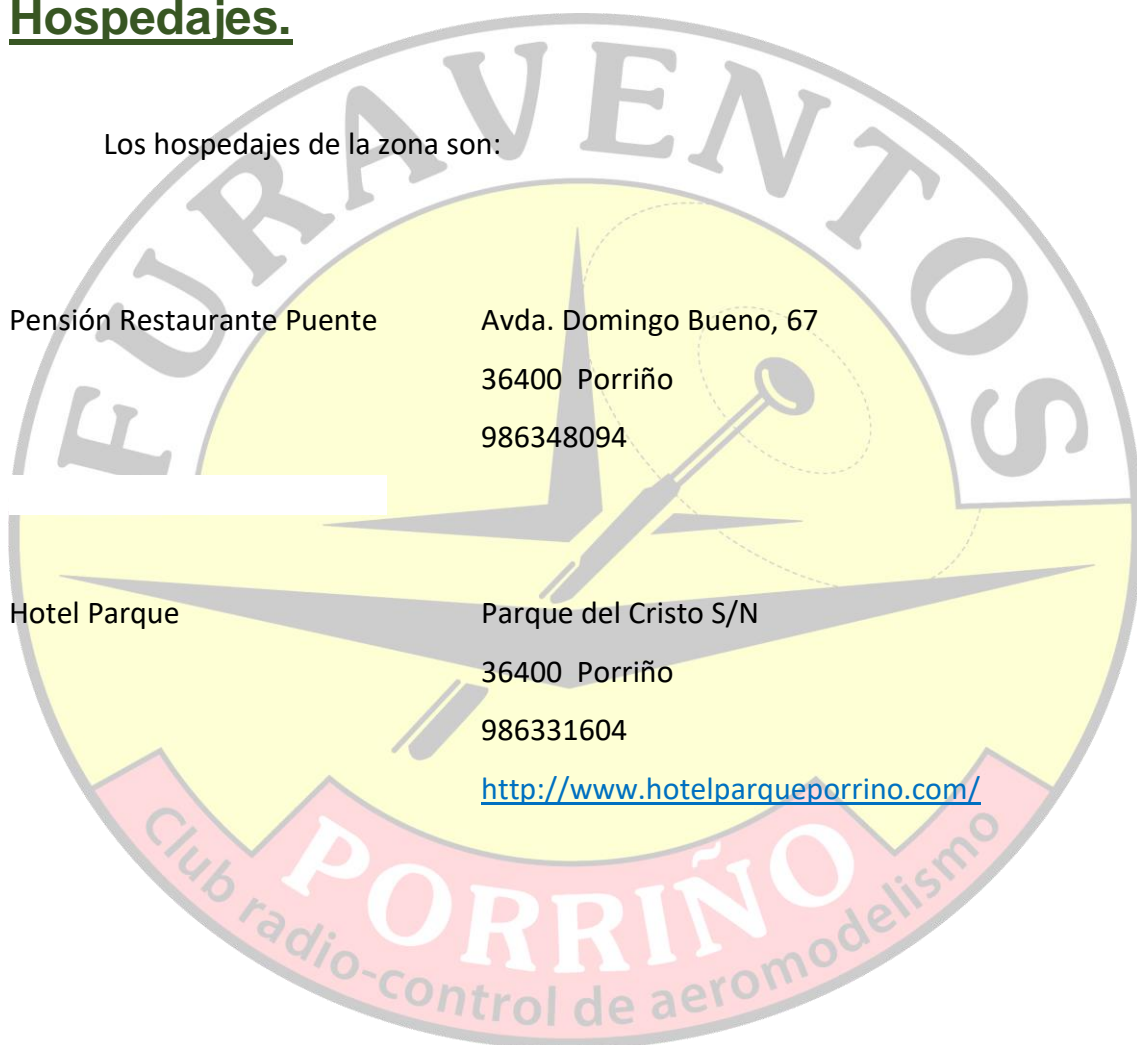 Hospedajes.
Los hospedajes de la zona son:
Pensión Restaurante Puente Avda. Domingo Bueno, 67
36400 Porriño
986348094
Hotel Parque Parque del Cristo S/N
36400 Porriño
986331604
http://www.hotelparqueporrino.com/
FURAVENTOS
PORRIÑO
Club radio-control de aeromodelismo